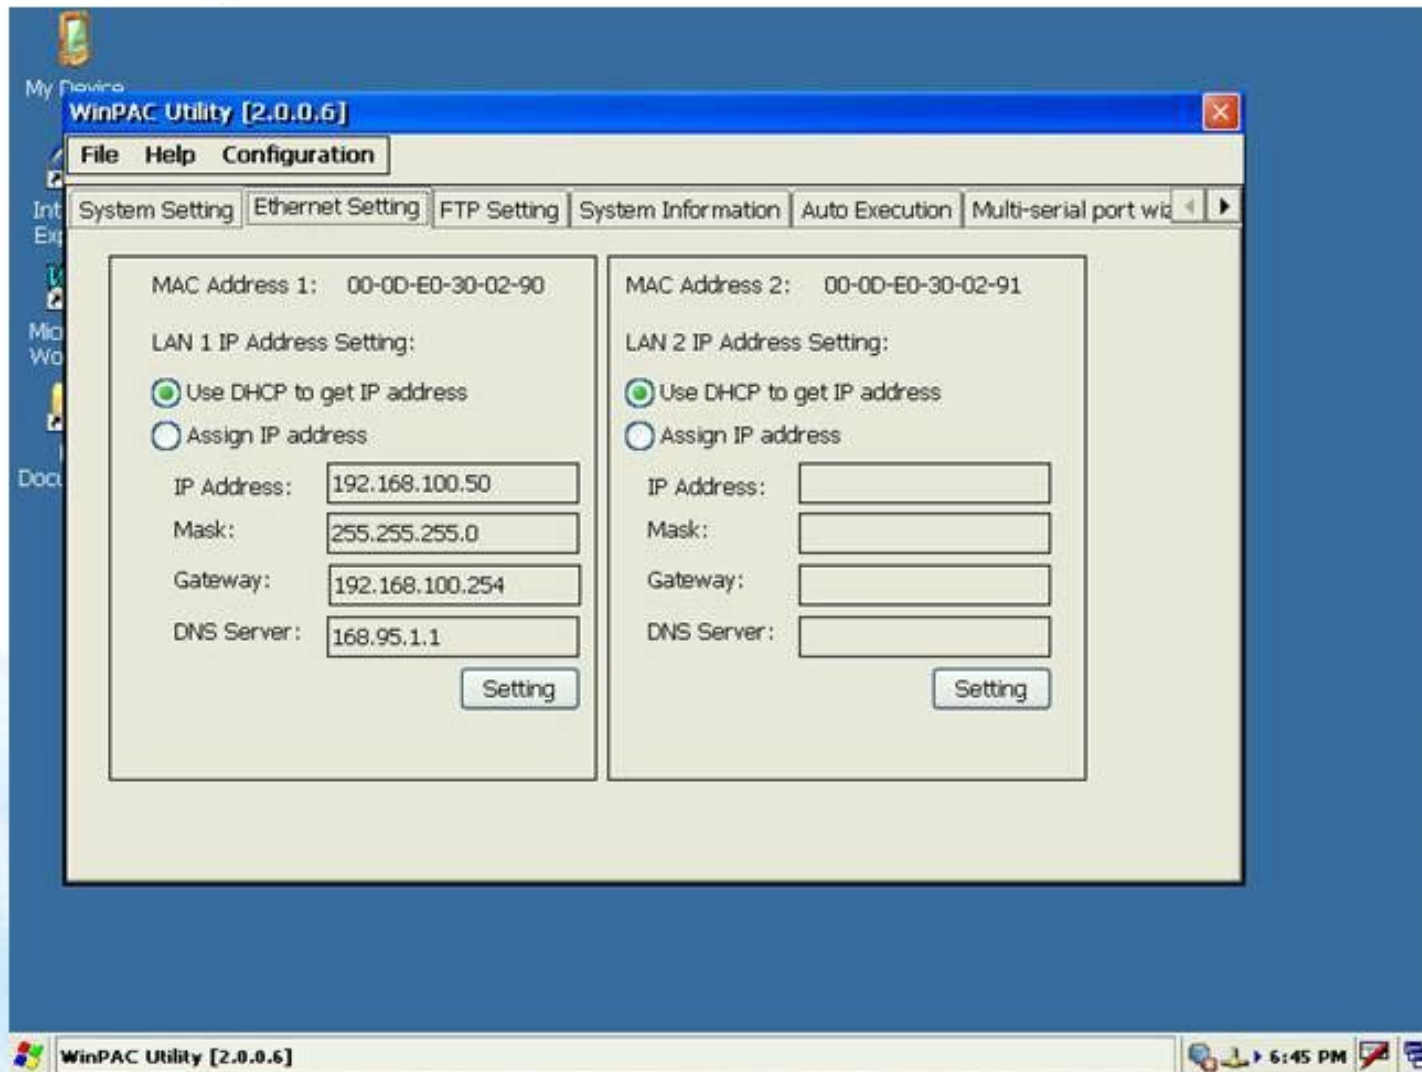 My Device
WinPAC Utility [2.0.0.6]
File Help Configuration
System Setting Ethernet Setting FTP Setting System Information Auto Execution Multi-serial port wiz
Int
Exp
Mic
Wo
Docu
MAC Address 1: 00-0D-E0-30-02-90
LAN 1 IP Address Setting:
Use DHCP to get IP address
Assign IP address
IP Address: 192.168.100.50
Mask: 255.255.255.0
Gateway: 192.168.100.254
DNS Server: 168.95.1.1
Setting
MAC Address 2: 00-0D-E0-30-02-91
LAN 2 IP Address Setting:
Use DHCP to get IP address
Assign IP address
IP Address:
Mask:
Gateway:
DNS Server:
Setting
WinPAC Utility [2.0.0.6]
6:45 PM